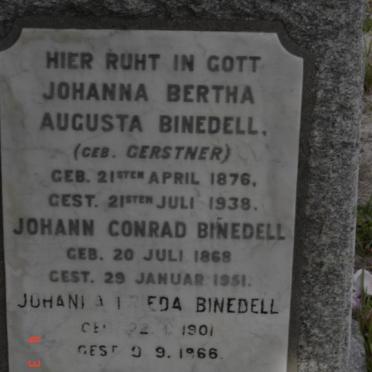 HIER RUHT IN GOTT
JOHANNA BERTHA
AUGUSTA BINEDELL,
(GEB. GERSTNER)
GEB. 21STEN APRIL 1876,
GEST. 21STEN JULI 1938.
JOHANN CONRAD BINEDELL
GEB. 20 JULI 1868
GEST. 29 JANUAR 1951.
BINEDELL
1901
GEST 9.1966.